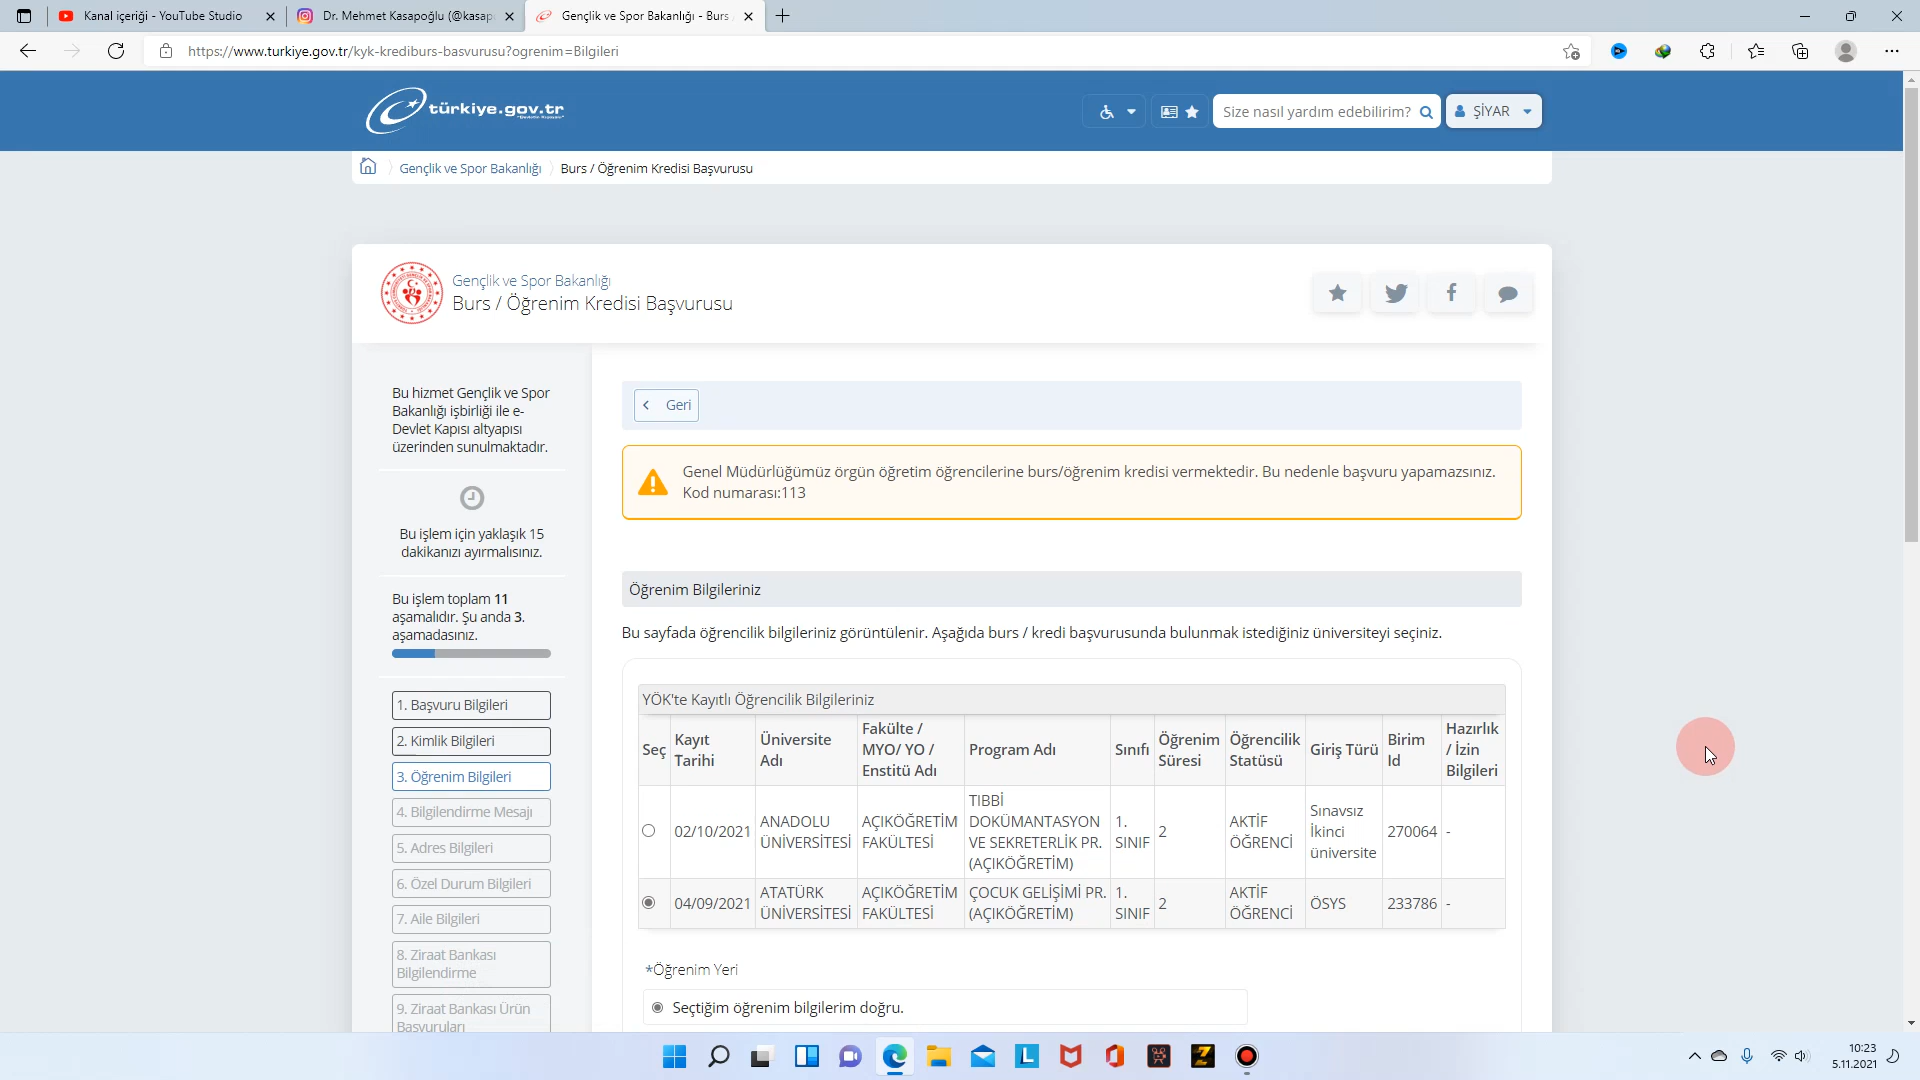 Kanal içeriği - YouTube Studio
Dr. Mehmet Kasapoğlu (@kasap
Gençlik ve Spor Bakanlığı - Burs
https://www.turkiye.gov.tr/kyk-krediburs-basvurusu?ogrenim=Bilgileri
türkiye.gov.tr
Size nasıl yardım edebilirim?
ŞİYAR
Gençlik ve Spor Bakanlığı
Burs / Öğrenim Kredisi Başvurusu
Gençlik ve Spor Bakanlığı
Burs / Öğrenim Kredisi Başvurusu
Bu hizmet Gençlik ve Spor
Bakanlığı işbirliği ile e-
Devlet Kapısı altyapısı
üzerinden sunulmaktadır.
Bu işlem için yaklaşık 15
dakikanızı ayırmalısınız.
Bu işlem toplam 11
aşamalıdır. Şu anda 3.
aşamadasınız.
1. Başvuru Bilgileri
2. Kimlik Bilgileri
3. Öğrenim Bilgileri
4. Bilgilendirme Mesajı
5. Adres Bilgileri
6. Özel Durum Bilgileri
7. Aile Bilgileri
8. Ziraat Bankası
Bilgilendirme
9. Ziraat Bankası Ürün
Başvuruları
Geri
Genel Müdürlüğümüz örgün öğretim öğrencilerine burs/öğrenim kredisi vermektedir. Bu nedenle başvuru yapamazsınız.
Kod numarası:113
Öğrenim Bilgileriniz
Bu sayfada öğrencilik bilgileriniz görüntülenir. Aşağıda burs / kredi başvurusunda bulunmak istediğiniz üniversiteyi seçiniz.
YÖK'te Kayıtlı Öğrencilik Bilgileriniz
Seç
Kayıt
Tarihi
Üniversite
Adı
Fakülte /
MYO/ YO /
Enstitü Adı
Program Adı
Sınıfı
Öğrenim
Süresi
Öğrencilik
Statüsü
Giriş Türü
Birim
Id
Hazırlık
/ İzin
Bilgileri
02/10/2021
ANADOLU
ÜNİVERSİTESİ
AÇIKÖĞRETİM
FAKÜLTESİ
TIBBİ
DOKÜMANTASYON
VE SEKRETERLİK PR.
(AÇIKÖĞRETİM)
1.
SINIF
2
AKTİF
ÖĞRENCİ
Sınavsız
İkinci
üniversite
270064
-
04/09/2021
ATATÜRK
ÜNİVERSİTESİ
AÇIKÖĞRETİM
FAKÜLTESİ
ÇOCUK GELİŞİMİ PR.
(AÇIKÖĞRETİM)
1.
SINIF
2
AKTİF
ÖĞRENCİ
ÖSYS
233786
-
*Öğrenim Yeri
Seçtiğim öğrenim bilgilerim doğru.
10:23
5.11.2021